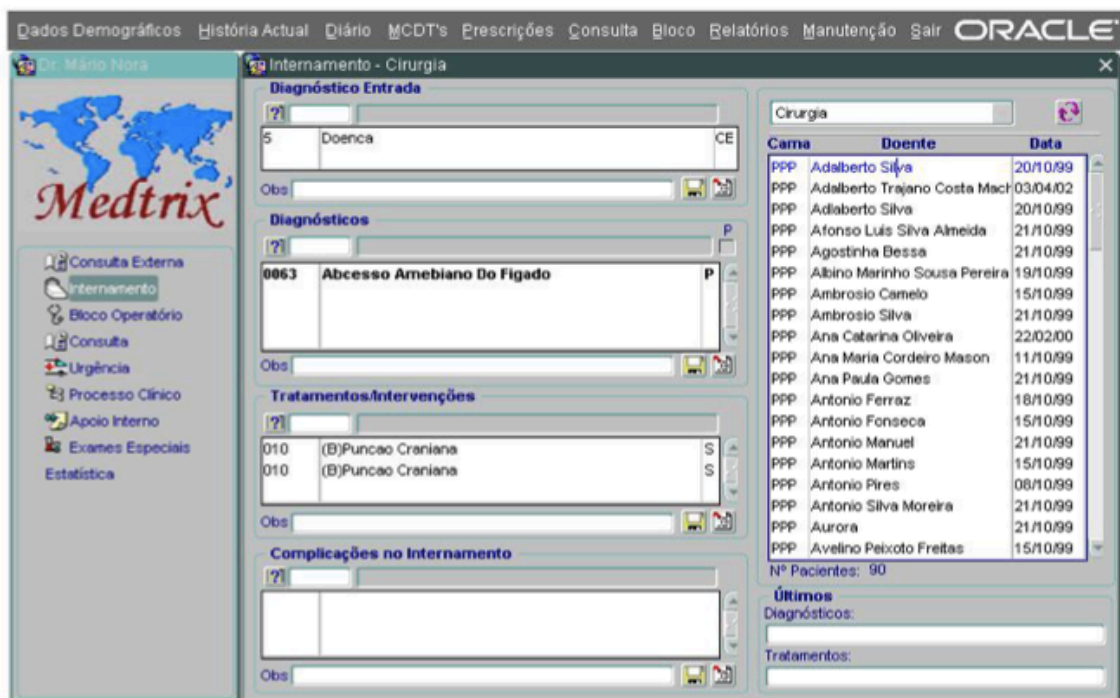 Dados Demográficos História Actual Diário MCDT's Prescrições Consulta Bloco Relatórios Manutenção Sair ORACLE
Dr. Mário Nora
Medtrix
Consulta Externa
Internamento
Bloco Operatório
Consulta
Urgência
Processo Clínico
Apoio Interno
Exames Especiais
Estatística
Internamento - Cirurgia
Diagnóstico Entrada
[?]
5 Doenca CE
Obs
Diagnósticos
P
[?]
0063 Abcesso Amebiano Do Figado P
Obs
Tratamentos/Intervenções
[?]
010 (B)Puncao Craniana S
010 (B)Puncao Craniana S
Obs
Complicações no Internamento
[?]
Obs
Cirurgia
Cama Doente Data
PPP Adalberto Silva 20/10/99
PPP Adalberto Trajano Costa Mach 03/04/02
PPP Adlaberto Silva 20/10/99
PPP Afonso Luis Silva Almeida 21/10/99
PPP Agostinha Bessa 21/10/99
PPP Albino Marinho Sousa Pereira 19/10/99
PPP Ambrosio Camelo 15/10/99
PPP Ambrosio Silva 21/10/99
PPP Ana Catarina Oliveira 22/02/00
PPP Ana Maria Cordeiro Mason 11/10/99
PPP Ana Paula Gomes 21/10/99
PPP Antonio Ferraz 18/10/99
PPP Antonio Fonseca 15/10/99
PPP Antonio Manuel 21/10/99
PPP Antonio Martins 15/10/99
PPP Antonio Pires 08/10/99
PPP Antonio Silva Moreira 21/10/99
PPP Aurora 21/10/99
PPP Avelino Peixoto Freitas 15/10/99
Nº Pacientes: 90
Últimos
Diagnósticos:
Tratamentos: